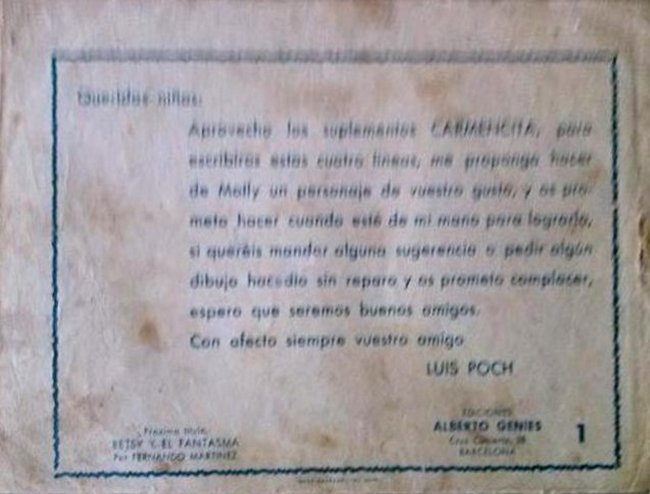 Queridas niñas:
Aprovecho los suplementos CARMENCITA, para
escribiros estas cuatro líneas, me propongo hacer
de Molly un personaje de vuestro gusto, y os pro-
meto hacer cuando esté de mi mano para lograrlo,
si queréis mandar alguna sugerencia o pedir algún
dibujo hacedlo sin reparo y os prometo complacer,
espero que seremos buenos amigos.
Con afecto siempre vuestro amigo
LUIS POCH
Próximo título:
BETSY Y EL FANTASMA
Por FERNANDO MARTINEZ
EDICIONES
ALBERTO GENIES
BARCELONA
1